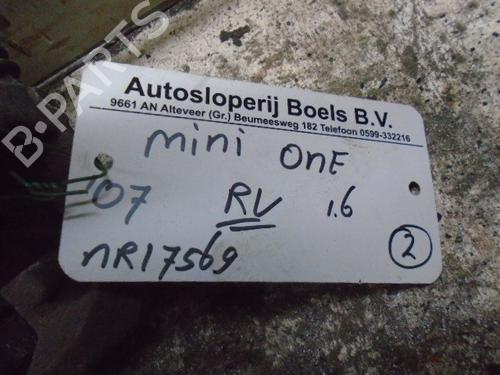 B-PARTS
Autosloperij Boels B.V.
9661 AN Alteveer (Gr.) Beumeesweg 182 Telefoon 0599-332216
mini onE
'07 RV 1.6
nR17569 2